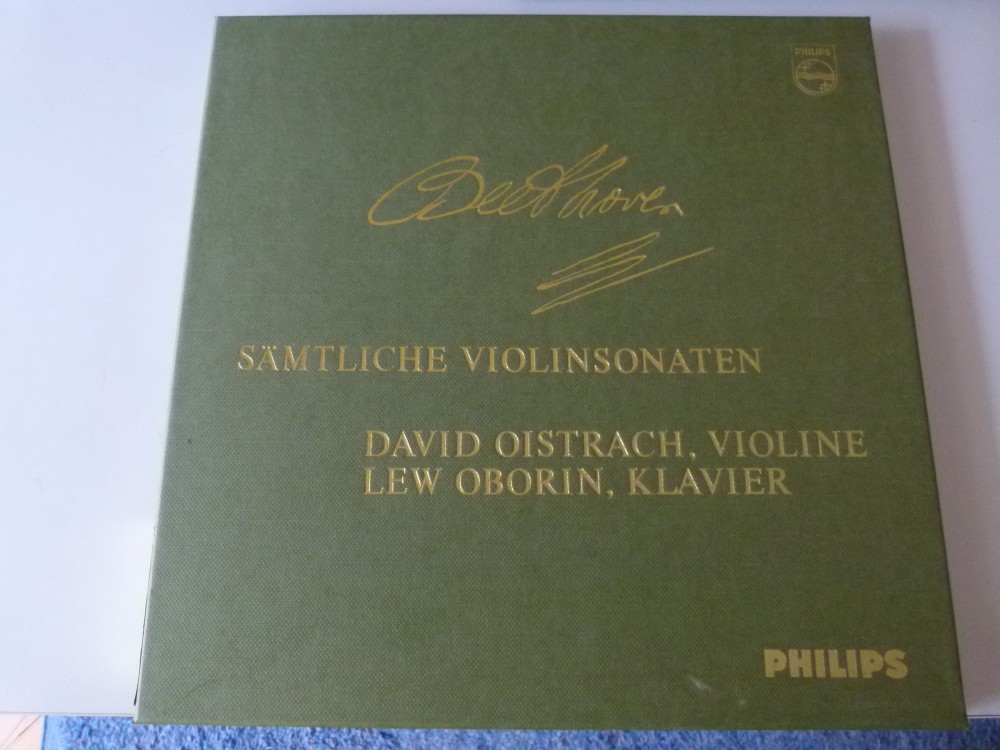 PHILIPS
Beethoven
SÄMTLICHE VIOLINSONATEN
DAVID OISTRACH, VIOLINE
LEW OBORIN, KLAVIER
PHILIPS